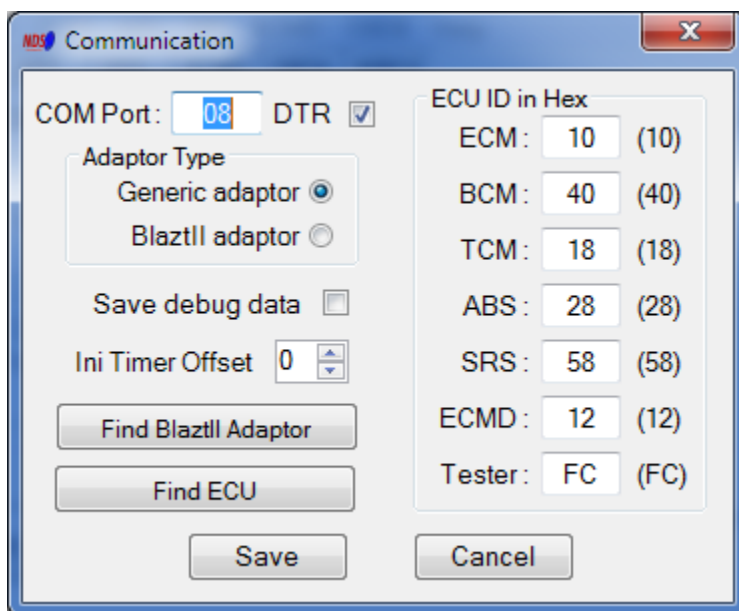 NDS Communication
COM Port : 08 DTR
Adaptor Type
Generic adaptor
BlaztII adaptor
Save debug data
Ini Timer Offset 0
Find BlaztII Adaptor
Find ECU
ECU ID in Hex
ECM : 10 (10)
BCM : 40 (40)
TCM : 18 (18)
ABS : 28 (28)
SRS : 58 (58)
ECMD : 12 (12)
Tester : FC (FC)
Save Cancel